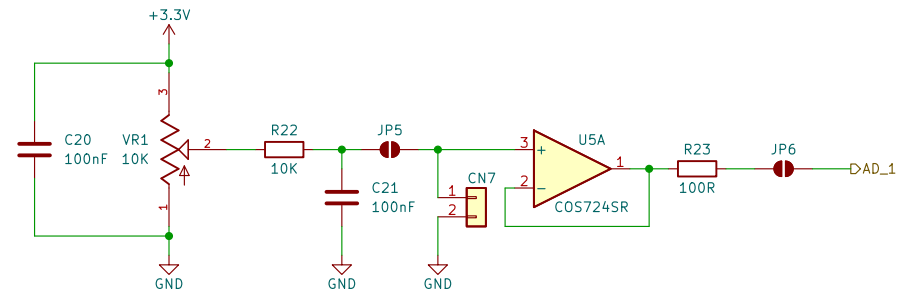 +3.3V
3
C20
100nF
VR1
10K
2
1
GND
R22
10K
C21
100nF
GND
JP5
CN7
1
2
GND
3
+
2
-
U5A
COS724SR
1
R23
100R
JP6
AD_1